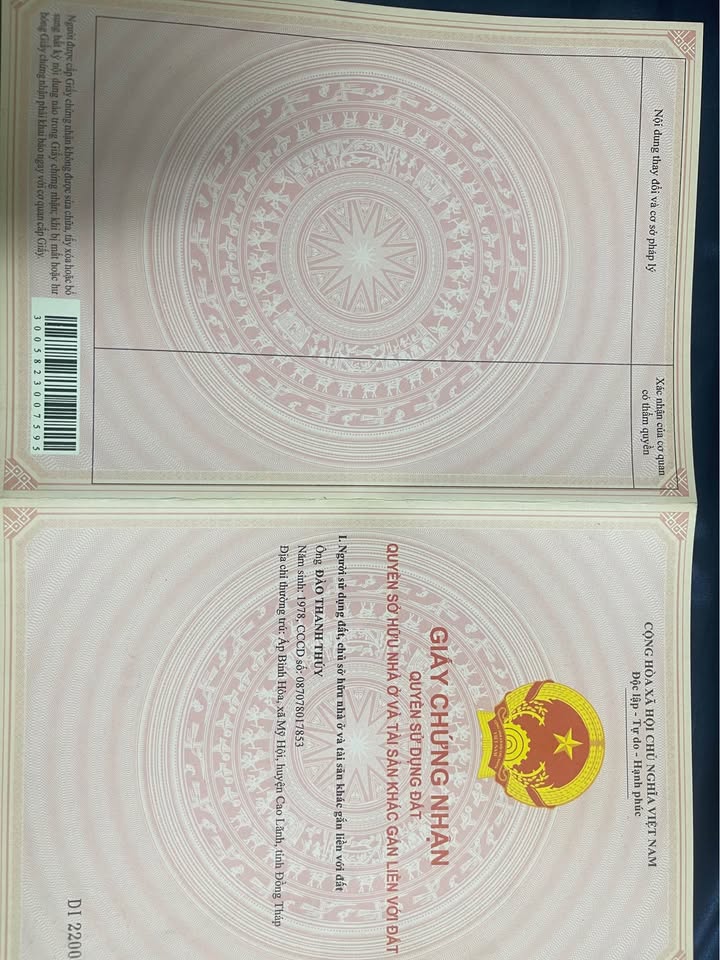 Nội dung thay đổi và cơ sở pháp lý
Xác nhận của cơ quan
có thẩm quyền
Người được cấp Giấy chứng nhận không được sửa chữa, tẩy xóa hoặc bổ
sung bất kỳ nội dung nào trong Giấy chứng nhận; khi bị mất hoặc hư
hỏng Giấy chứng nhận phải khai báo ngay với cơ quan cấp Giấy.
3005823007595
CỘNG HÒA XÃ HỘI CHỦ NGHĨA VIỆT NAM
Độc lập - Tự do - Hạnh phúc
VIỆT NAM
GIẤY CHỨNG NHẬN
QUYỀN SỬ DỤNG ĐẤT
QUYỀN SỞ HỮU NHÀ Ở VÀ TÀI SẢN KHÁC GẮN LIỀN VỚI ĐẤT
I. Người sử dụng đất, chủ sở hữu nhà ở và tài sản khác gắn liền với đất
Ông ĐÀO THANH THÚY
Năm sinh: 1978, CCCD số: 087078017853
Địa chỉ thường trú: Ấp Bình Hòa, xã Mỹ Hội, huyện Cao Lãnh, tỉnh Đồng Tháp
DI 2200